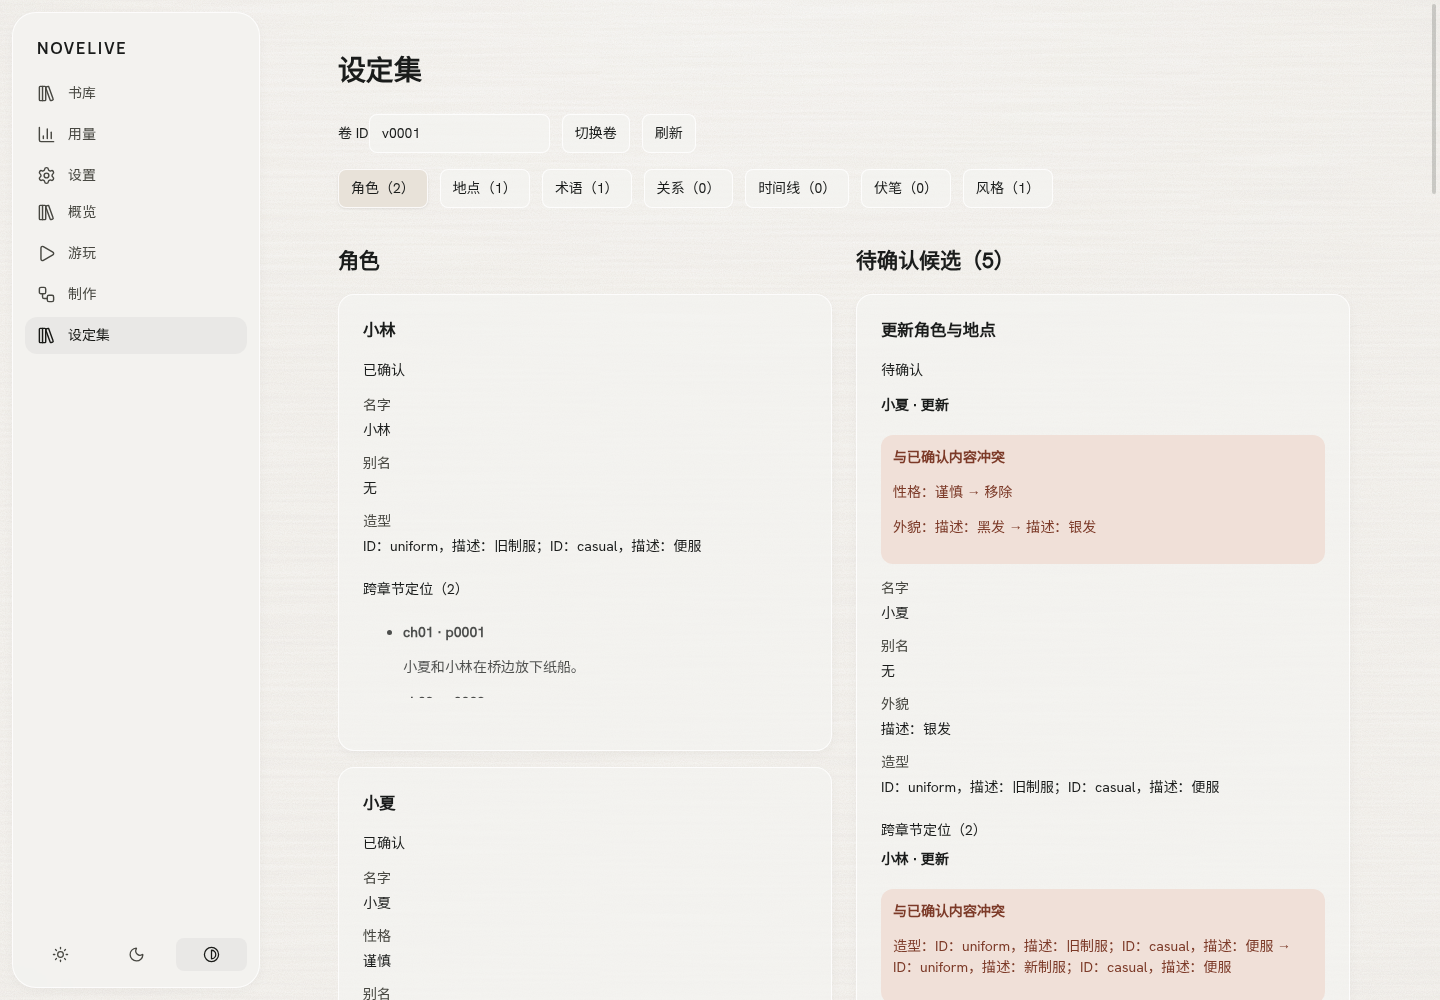 NOVELIVE
书库
用量
设置
概览
游玩
制作
设定集
设定集
卷 ID v0001 切换卷 刷新
角色（2） 地点（1） 术语（1） 关系（0） 时间线（0） 伏笔（0） 风格（1）
角色
小林
已确认
名字
小林
别名
无
造型
ID：uniform，描述：旧制服；ID：casual，描述：便服
跨章节定位（2）
ch01 · p0001
小夏和小林在桥边放下纸船。
小夏
已确认
名字
小夏
性格
谨慎
别名
待确认候选（5）
更新角色与地点
待确认
小夏 · 更新
与已确认内容冲突
性格：谨慎 → 移除
外貌：描述：黑发 → 描述：银发
名字
小夏
别名
无
外貌
描述：银发
造型
ID：uniform，描述：旧制服；ID：casual，描述：便服
跨章节定位（2）
小林 · 更新
与已确认内容冲突
造型：ID：uniform，描述：旧制服；ID：casual，描述：便服 →
ID：uniform，描述：新制服；ID：casual，描述：便服